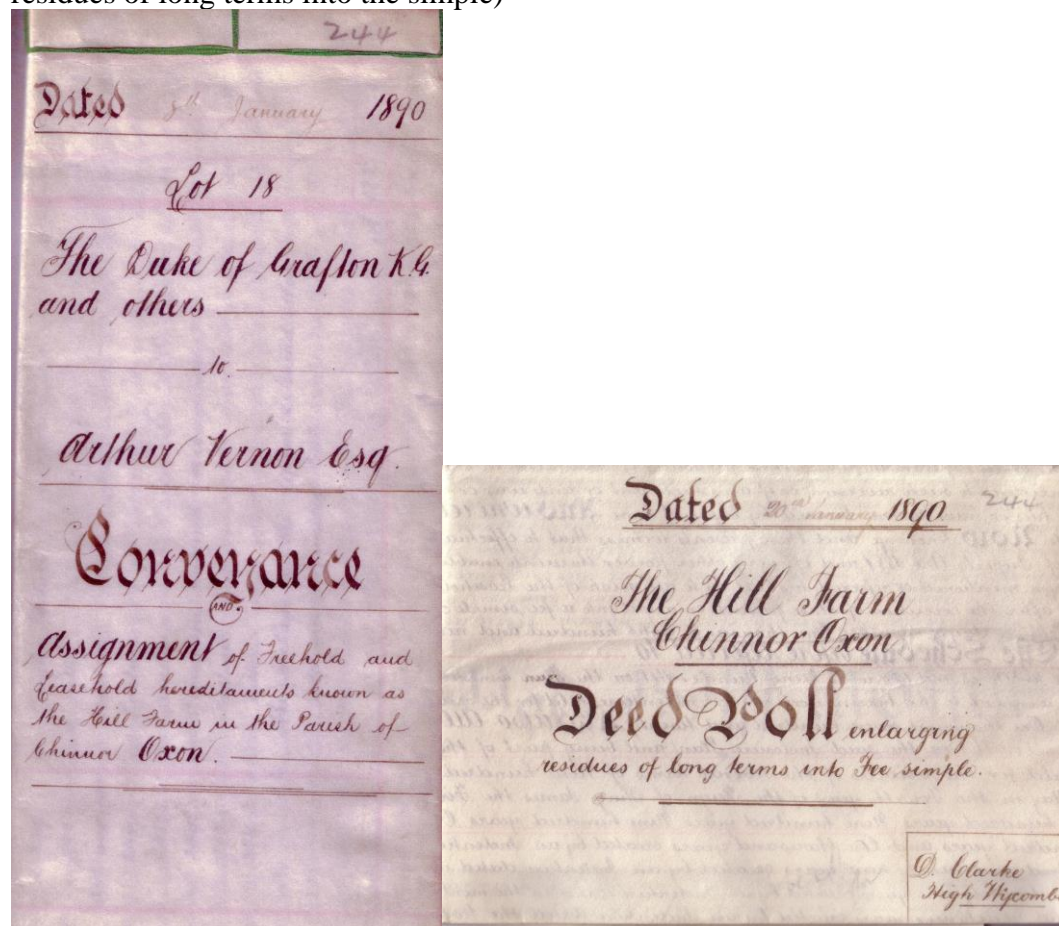 residues of long terms into the simple)
244
Dated 8th January 1890
Lot 18
The Duke of Grafton K.G.
and others
to
Arthur Vernon Esq.
Conveyance
AND
Assignment of Freehold and
Leasehold hereditaments known as
the Hill Farm in the Parish of
Chinnor Oxon.
Dated 20th January 1890
244
The Hill Farm
Chinnor Oxon
Deed Poll enlarging
residues of long terms into Fee simple.
D. Clarke
High Wycombe